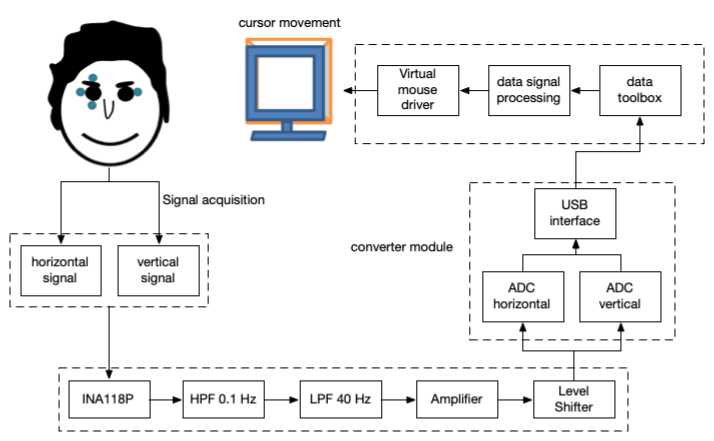 cursor movement
Virtual
mouse
driver
data signal
processing
data
toolbox
Signal acquisition
USB
interface
converter module
horizontal
signal
vertical
signal
ADC
horizontal
ADC
vertical
INA118P
HPF 0.1 Hz
LPF 40 Hz
Amplifier
Level
Shifter